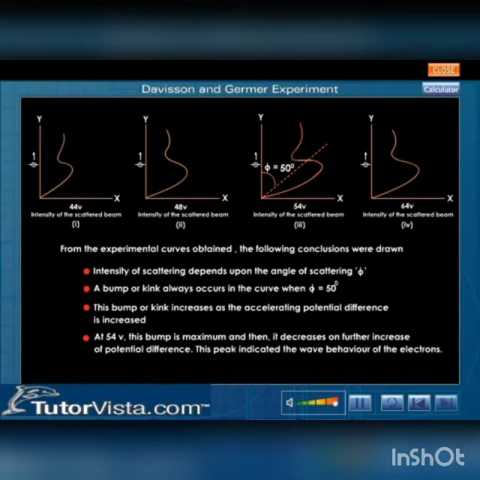 CLOSE
Davisson and Germer Experiment
Calculator
Y Y Y Y
ϕ ϕ ϕ ϕ = 50⁰ ϕ
X X X X
44v 48v 54v 64v
Intensity of the scattered beam Intensity of the scattered beam Intensity of the scattered beam Intensity of the scattered beam
(i) (ii) (iii) (iv)
From the experimental curves obtained , the following conclusions were drawn
Intensity of scattering depends upon the angle of scattering 'ϕ'
A bump or kink always occurs in the curve when ϕ = 50⁰
This bump or kink increases as the accelerating potential difference
is increased
At 54 v, this bump is maximum and then, it decreases on further increase
of potential difference. This peak indicated the wave behaviour of the electrons.
TutorVista.com™
InShOt